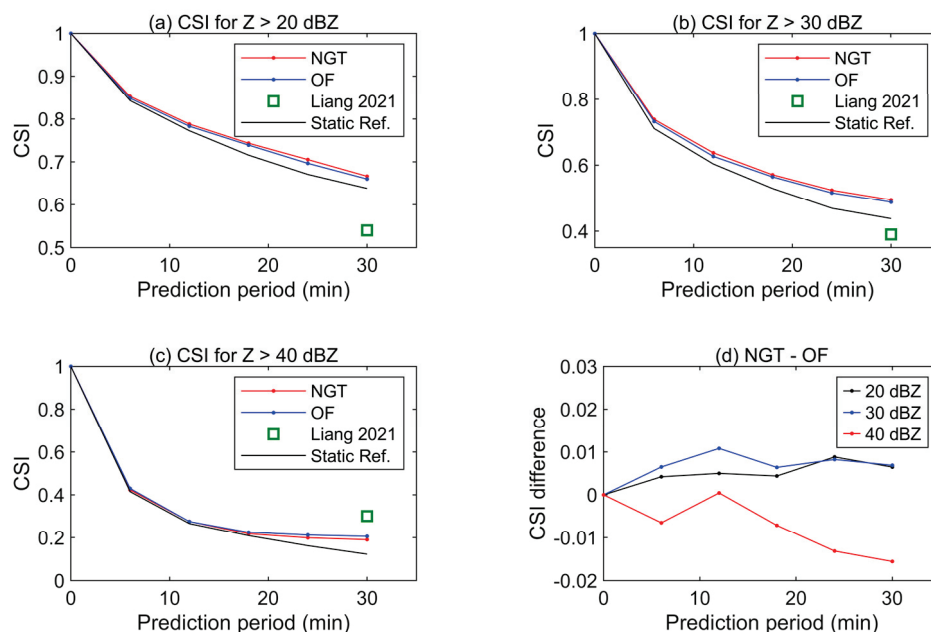 (a) CSI for Z > 20 dBZ
1
0.9
0.8
0.7
0.6
0.5
CSI
NGT
OF
Liang 2021
Static Ref.
0 10 20 30
Prediction period (min)
(b) CSI for Z > 30 dBZ
1
0.8
0.6
0.4
CSI
NGT
OF
Liang 2021
Static Ref.
0 10 20 30
Prediction period (min)
(c) CSI for Z > 40 dBZ
1
0.8
0.6
0.4
0.2
0
CSI
NGT
OF
Liang 2021
Static Ref.
0 10 20 30
Prediction period (min)
(d) NGT - OF
0.03
0.02
0.01
0
-0.01
-0.02
CSI difference
20 dBZ
30 dBZ
40 dBZ
0 10 20 30
Prediction period (min)